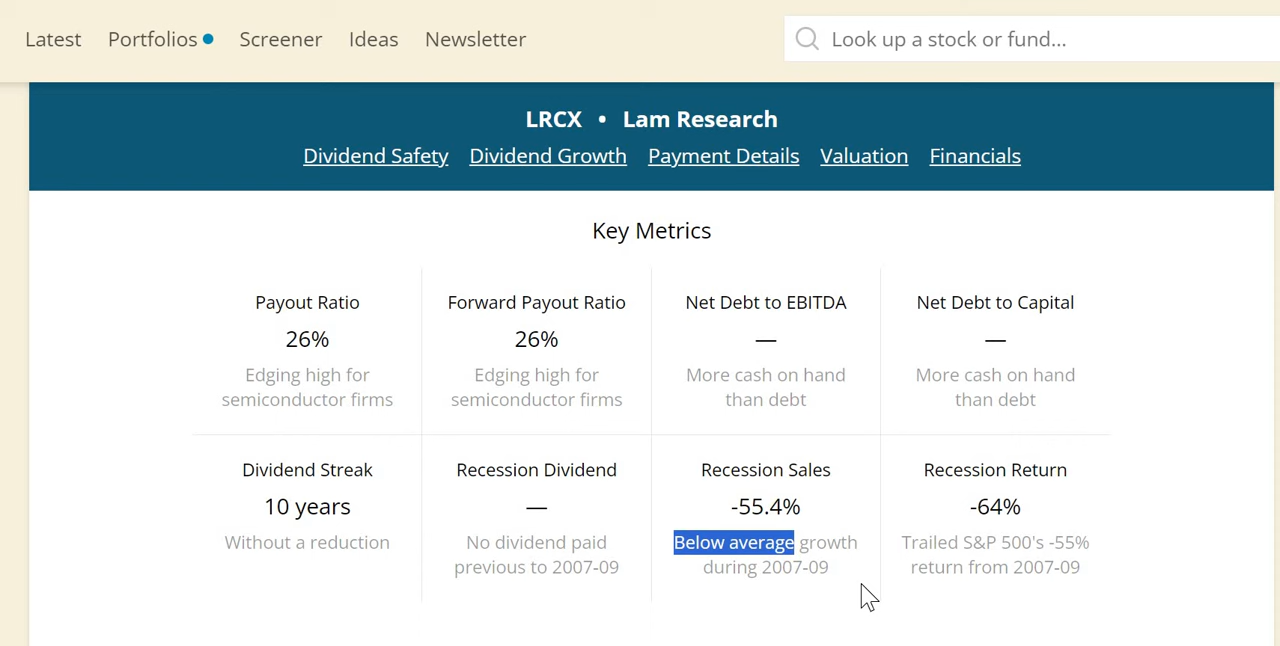 Latest Portfolios Screener Ideas Newsletter Look up a stock or fund...
LRCX • Lam Research
Dividend Safety Dividend Growth Payment Details Valuation Financials
Key Metrics
Payout Ratio
26%
Edging high for
semiconductor firms
Forward Payout Ratio
26%
Edging high for
semiconductor firms
Net Debt to EBITDA
—
More cash on hand
than debt
Net Debt to Capital
—
More cash on hand
than debt
Dividend Streak
10 years
Without a reduction
Recession Dividend
—
No dividend paid
previous to 2007-09
Recession Sales
-55.4%
Below average growth
during 2007-09
Recession Return
-64%
Trailed S&P 500's -55%
return from 2007-09